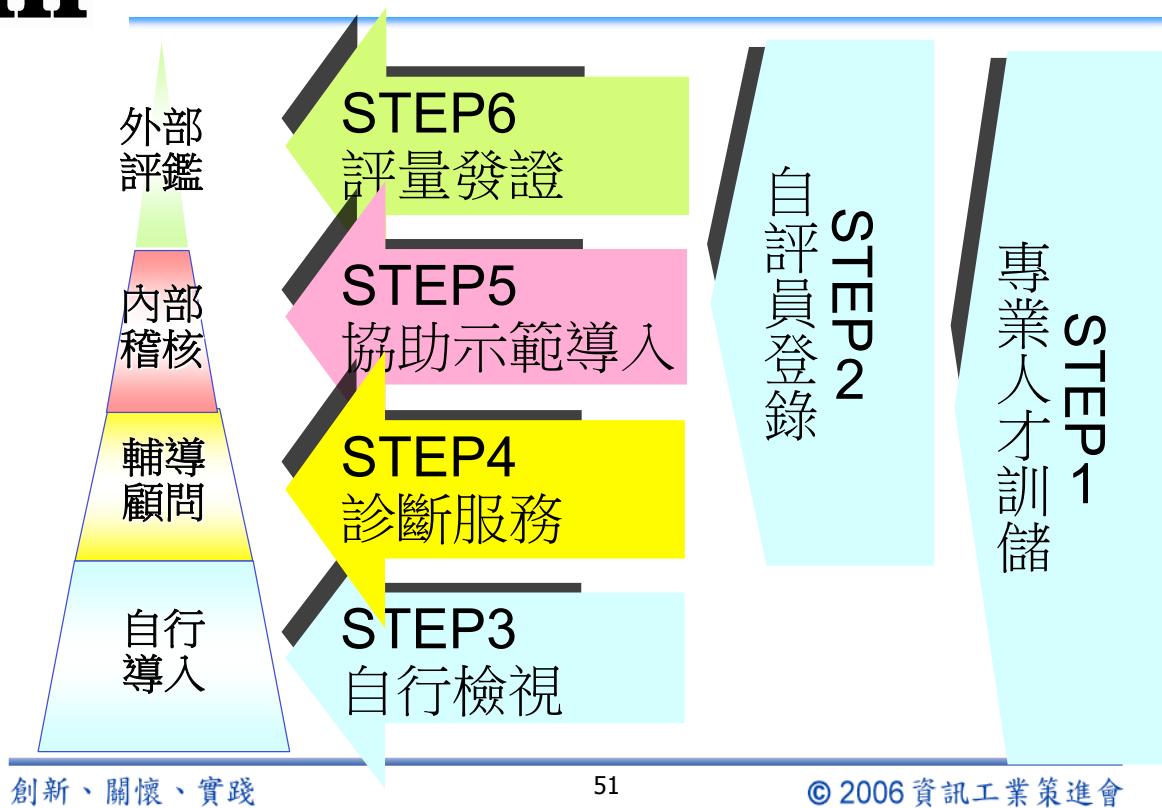 外部
評鑑
STEP6
評量發證
內部
稽核
STEP5
協助示範導入
輔導
顧問
STEP4
診斷服務
自行
導入
STEP3
自行檢視
STEP2
自評員登錄
STEP1
專業人才訓儲
創新、關懷、實踐
51
© 2006 資訊工業策進會